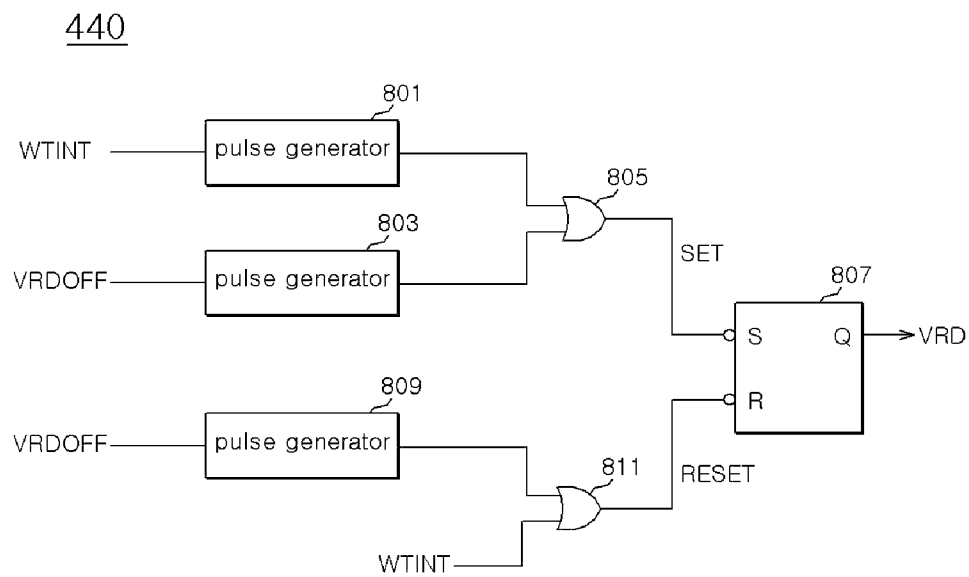 440
801
WTINT
pulse generator
805
803
SET
VRDOFF
pulse generator
807
S
Q
VRD
R
809
VRDOFF
pulse generator
811
RESET
WTINT